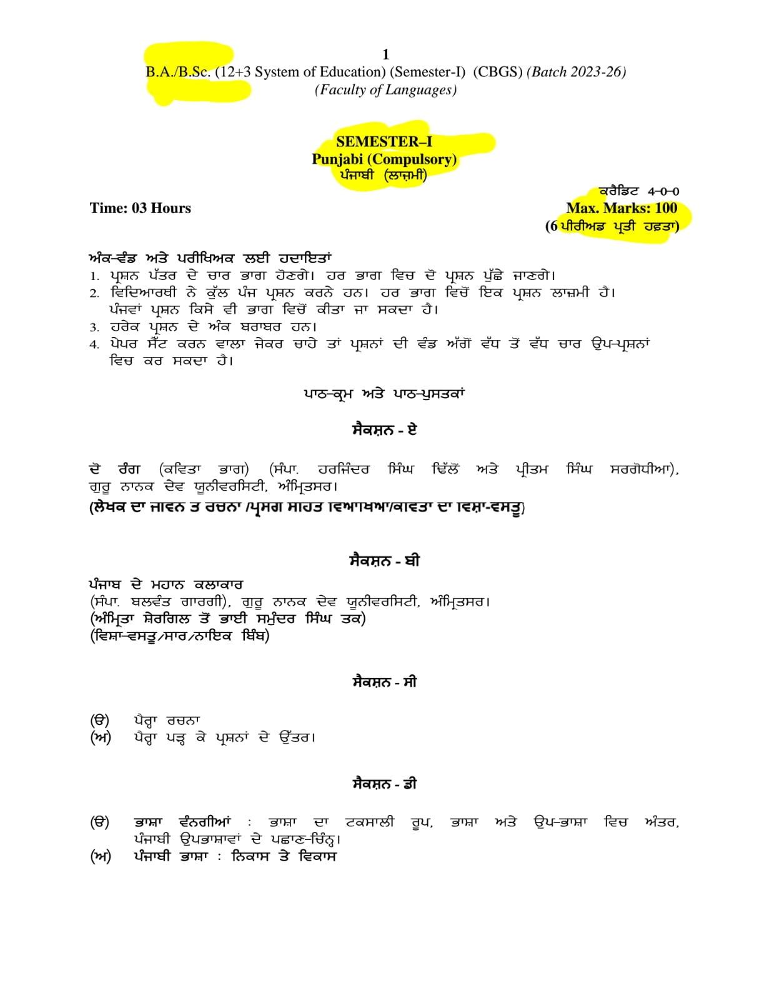 1
B.A./B.Sc. (12+3 System of Education) (Semester-I) (CBGS) (Batch 2023-26)
(Faculty of Languages)
SEMESTER–I
Punjabi (Compulsory)
ਪੰਜਾਬੀ (ਲਾਜ਼ਮੀ)
ਕਰੈਡਿਟ 4-0-0
Time: 03 Hours Max. Marks: 100
(6 ਪੀਰੀਅਡ ਪ੍ਰਤੀ ਹਫ਼ਤਾ)
ਅੰਕ-ਵੰਡ ਅਤੇ ਪਰੀਖਿਅਕ ਲਈ ਹਦਾਇਤਾਂ
1. ਪ੍ਰਸ਼ਨ ਪੱਤਰ ਦੇ ਚਾਰ ਭਾਗ ਹੋਣਗੇ। ਹਰ ਭਾਗ ਵਿਚ ਦੋ ਪ੍ਰਸ਼ਨ ਪੁੱਛੇ ਜਾਣਗੇ।
2. ਵਿਦਿਆਰਥੀ ਨੇ ਕੁੱਲ ਪੰਜ ਪ੍ਰਸ਼ਨ ਕਰਨੇ ਹਨ। ਹਰ ਭਾਗ ਵਿਚੋਂ ਇਕ ਪ੍ਰਸ਼ਨ ਲਾਜ਼ਮੀ ਹੈ।
ਪੰਜਵਾਂ ਪ੍ਰਸ਼ਨ ਕਿਸੇ ਵੀ ਭਾਗ ਵਿਚੋਂ ਕੀਤਾ ਜਾ ਸਕਦਾ ਹੈ।
3. ਹਰੇਕ ਪ੍ਰਸ਼ਨ ਦੇ ਅੰਕ ਬਰਾਬਰ ਹਨ।
4. ਪੇਪਰ ਸੈੱਟ ਕਰਨ ਵਾਲਾ ਜੇਕਰ ਚਾਹੇ ਤਾਂ ਪ੍ਰਸ਼ਨਾਂ ਦੀ ਵੰਡ ਅੱਗੋਂ ਵੱਧ ਤੋਂ ਵੱਧ ਚਾਰ ਉਪ-ਪ੍ਰਸ਼ਨਾਂ
ਵਿਚ ਕਰ ਸਕਦਾ ਹੈ।
ਪਾਠ-ਕ੍ਰਮ ਅਤੇ ਪਾਠ-ਪੁਸਤਕਾਂ
ਸੈਕਸ਼ਨ - ਏ
ਦੋ ਰੰਗ (ਕਵਿਤਾ ਭਾਗ) (ਸੰਪਾ. ਹਰਜਿੰਦਰ ਸਿੰਘ ਢਿੱਲੋਂ ਅਤੇ ਪ੍ਰੀਤਮ ਸਿੰਘ ਸਰਗੋਧੀਆ),
ਗੁਰੂ ਨਾਨਕ ਦੇਵ ਯੂਨੀਵਰਸਿਟੀ, ਅੰਮ੍ਰਿਤਸਰ।
(ਲੇਖਕ ਦਾ ਜੀਵਨ ਤੇ ਰਚਨਾ /ਪ੍ਰਸੰਗ ਸਹਿਤ ਵਿਆਖਿਆ/ਕਵਿਤਾ ਦਾ ਵਿਸ਼ਾ-ਵਸਤੂ)
ਸੈਕਸ਼ਨ - ਬੀ
ਪੰਜਾਬ ਦੇ ਮਹਾਨ ਕਲਾਕਾਰ
(ਸੰਪਾ. ਬਲਵੰਤ ਗਾਰਗੀ), ਗੁਰੂ ਨਾਨਕ ਦੇਵ ਯੂਨੀਵਰਸਿਟੀ, ਅੰਮ੍ਰਿਤਸਰ।
(ਅੰਮ੍ਰਿਤਾ ਸ਼ੇਰਗਿਲ ਤੋਂ ਭਾਈ ਸਮੁੰਦਰ ਸਿੰਘ ਤਕ)
(ਵਿਸ਼ਾ-ਵਸਤੂ/ਸਾਰ/ਨਾਇਕ ਬਿੰਬ)
ਸੈਕਸ਼ਨ - ਸੀ
(ੳ) ਪੈਰ੍ਹਾ ਰਚਨਾ
(ਅ) ਪੈਰ੍ਹਾ ਪੜ੍ਹ ਕੇ ਪ੍ਰਸ਼ਨਾਂ ਦੇ ਉੱਤਰ।
ਸੈਕਸ਼ਨ - ਡੀ
(ੳ) ਭਾਸ਼ਾ ਵੰਨਗੀਆਂ : ਭਾਸ਼ਾ ਦਾ ਟਕਸਾਲੀ ਰੂਪ, ਭਾਸ਼ਾ ਅਤੇ ਉਪ-ਭਾਸ਼ਾ ਵਿਚ ਅੰਤਰ,
ਪੰਜਾਬੀ ਉਪਭਾਸ਼ਾਵਾਂ ਦੇ ਪਛਾਣ-ਚਿੰਨ੍ਹ।
(ਅ) ਪੰਜਾਬੀ ਭਾਸ਼ਾ : ਨਿਕਾਸ ਤੇ ਵਿਕਾਸ